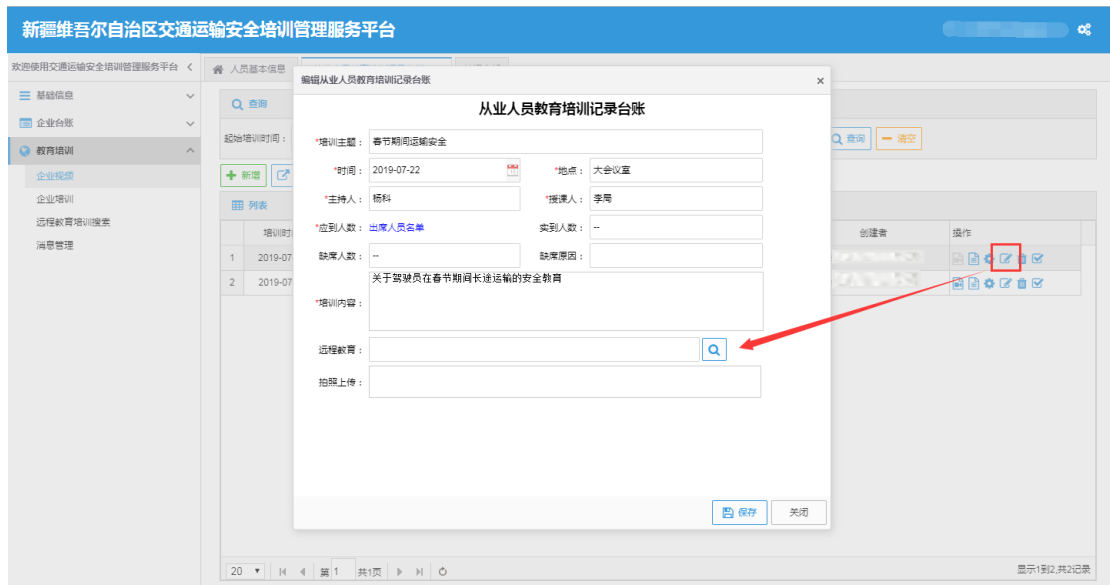 新疆维吾尔自治区交通运输安全培训管理服务平台
欢迎使用交通运输安全培训管理服务平台
人员基本信息
基础信息
企业台账
教育培训
企业视频
企业培训
远程教育培训搜索
消息管理
查询
起始培训时间：
查询
清空
新增
列表
培训时
创建者
操作
1 2019-07
2 2019-07
编辑从业人员教育培训记录台账
从业人员教育培训记录台账
*培训主题： 春节期间运输安全
*时间： 2019-07-22 *地点： 大会议室
*主持人： 杨科 *授课人： 李局
*应到人数： 出席人员名单 实到人数： --
缺席人数： -- 缺席原因：
*培训内容： 关于驾驶员在春节期间长途运输的安全教育
远程教育：
拍照上传：
保存 关闭
20 第 1 共1页
显示1到2,共2记录